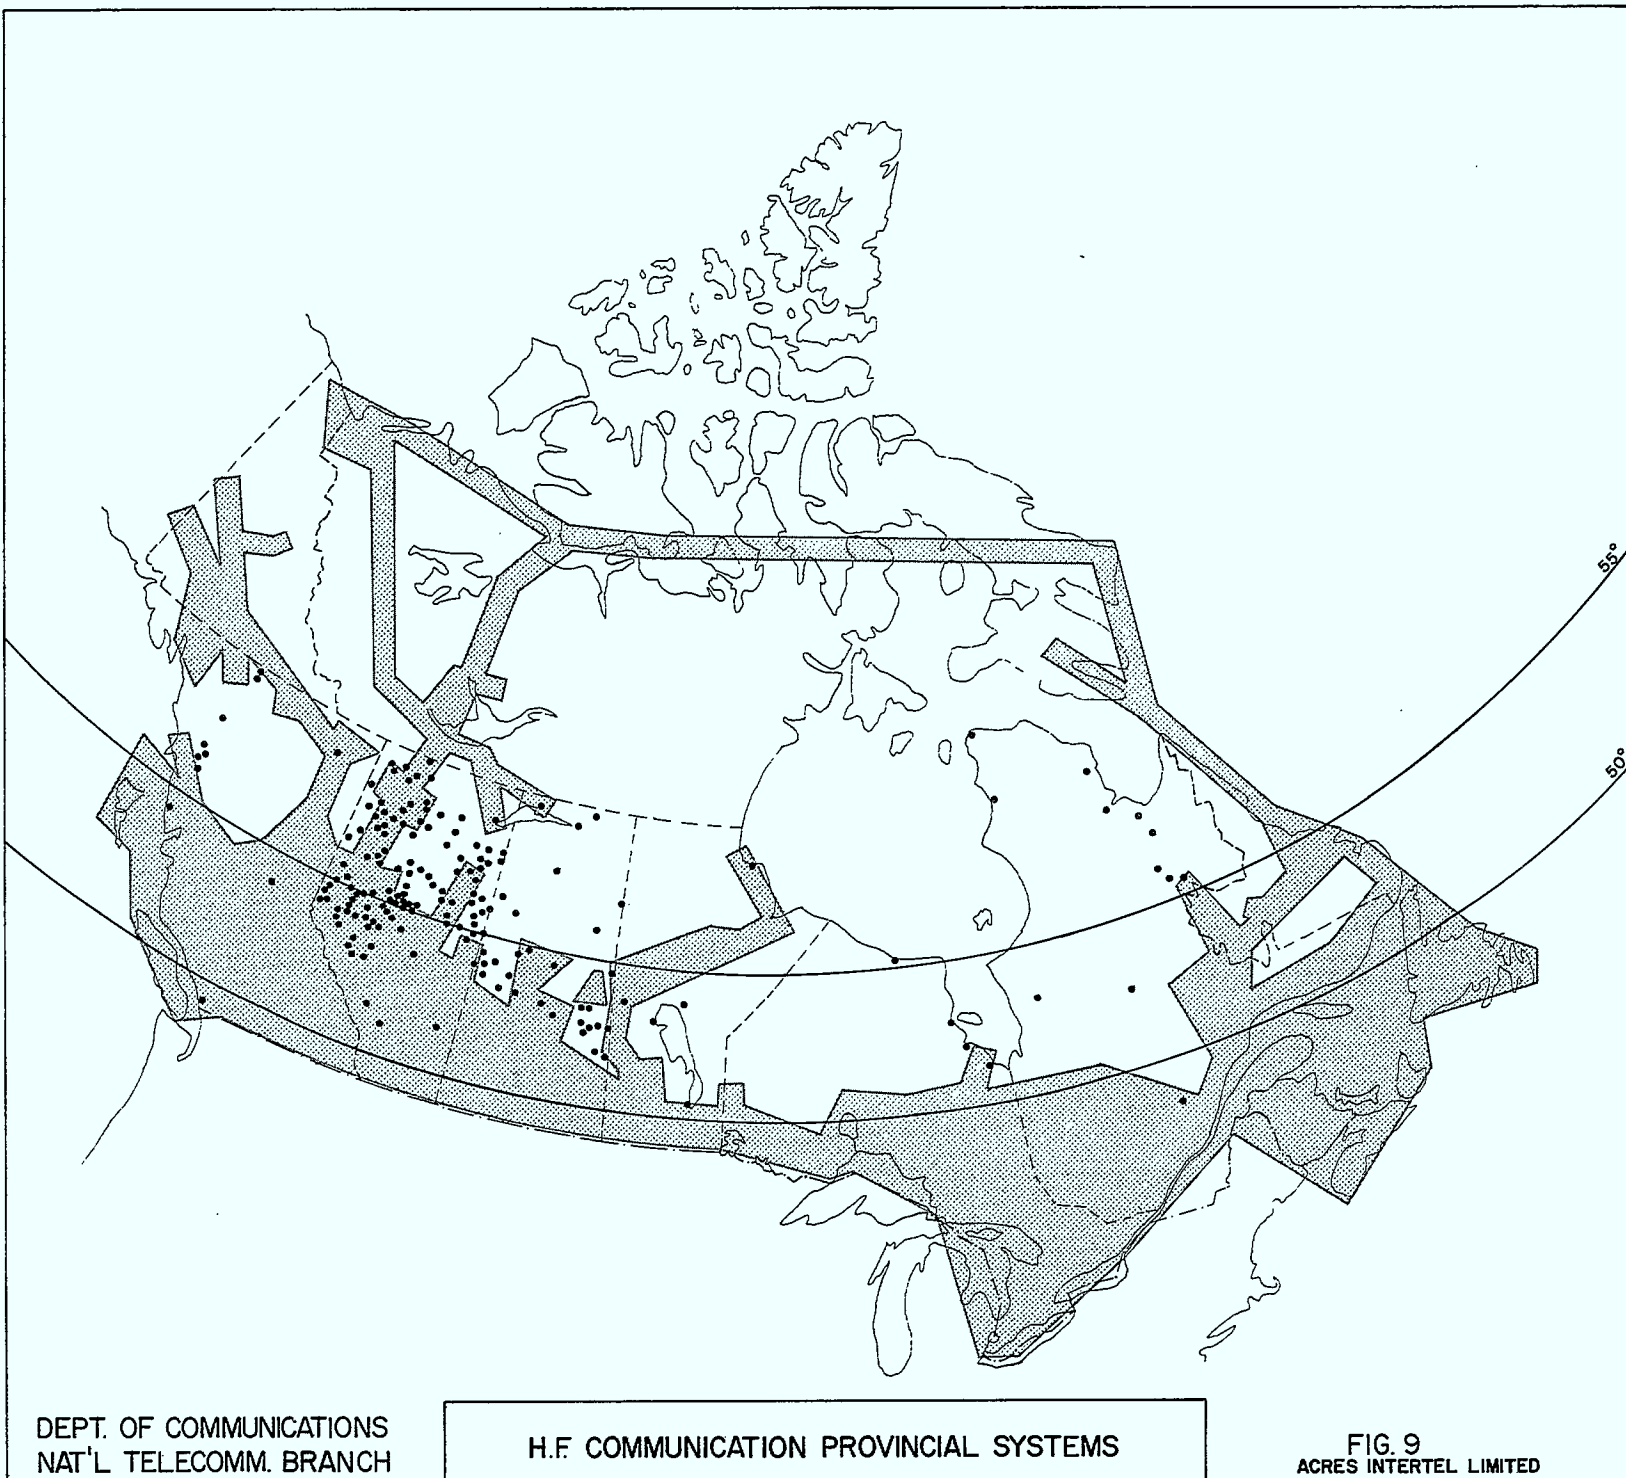 55°
50°
DEPT. OF COMMUNICATIONS
NAT'L TELECOMM. BRANCH
H.F. COMMUNICATION PROVINCIAL SYSTEMS
FIG. 9
ACRES INTERTEL LIMITED